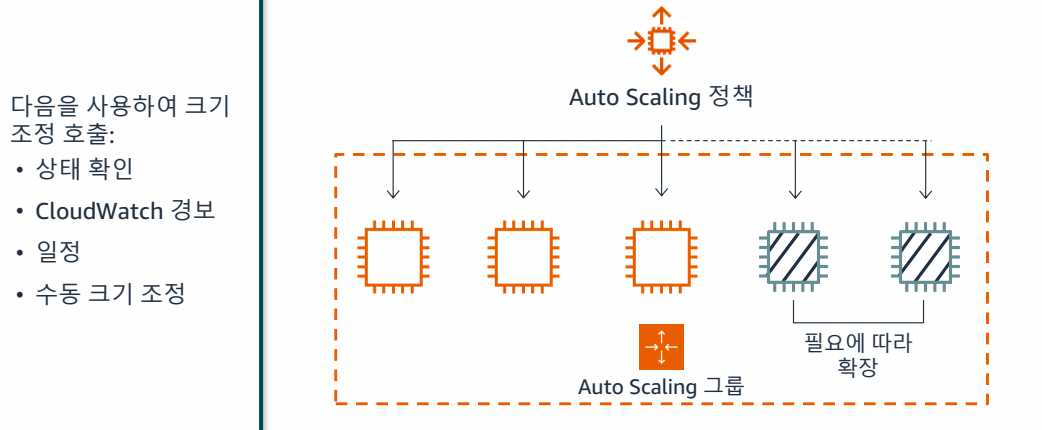 다음을 사용하여 크기
조정 호출:
• 상태 확인
• CloudWatch 경보
• 일정
• 수동 크기 조정
Auto Scaling 정책
필요에 따라
확장
Auto Scaling 그룹